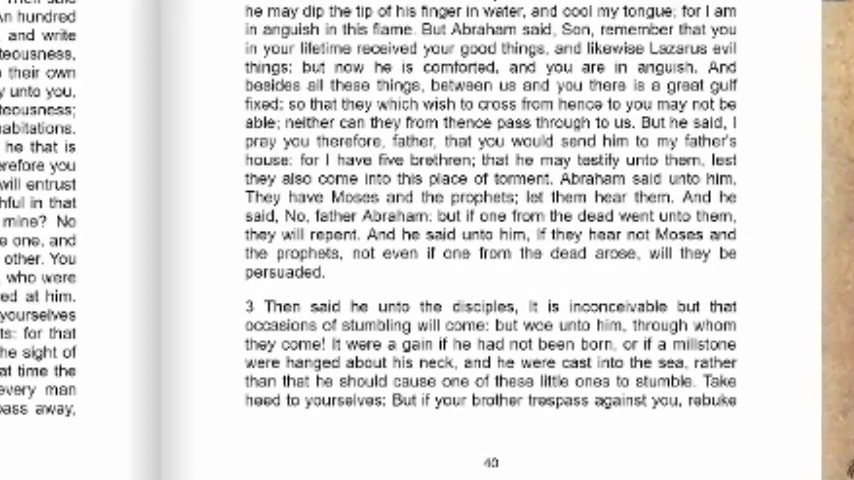 An hundred
and write
teousness,
their own
y unto you,
teousness;
abitations.
he that is
erefore you
will entrust
hful in that
mine? No
e one, and
other. You
who were
ed at him.
yourselves
ts: for that
he sight of
at time the
every man
pass away,
he may dip the tip of his finger in water, and cool my tongue; for I am
in anguish in this flame. But Abraham said, Son, remember that you
in your lifetime received your good things, and likewise Lazarus evil
things: but now he is comforted, and you are in anguish. And
besides all these things, between us and you there is a great gulf
fixed: so that they which wish to cross from hence to you may not be
able; neither can they from thence pass through to us. But he said, I
pray you therefore, father, that you would send him to my father's
house: for I have five brethren; that he may testify unto them, lest
they also come into this place of torment. Abraham said unto him,
They have Moses and the prophets; let them hear them. And he
said, No, father Abraham: but if one from the dead went unto them,
they will repent. And he said unto him, If they hear not Moses and
the prophets, not even if one from the dead arose, will they be
persuaded.
3 Then said he unto the disciples, It is inconceivable but that
occasions of stumbling will come: but woe unto him, through whom
they come! It were a gain if he had not been born, or if a millstone
were hanged about his neck, and he were cast into the sea, rather
than that he should cause one of these little ones to stumble. Take
heed to yourselves: But if your brother trespass against you, rebuke
40